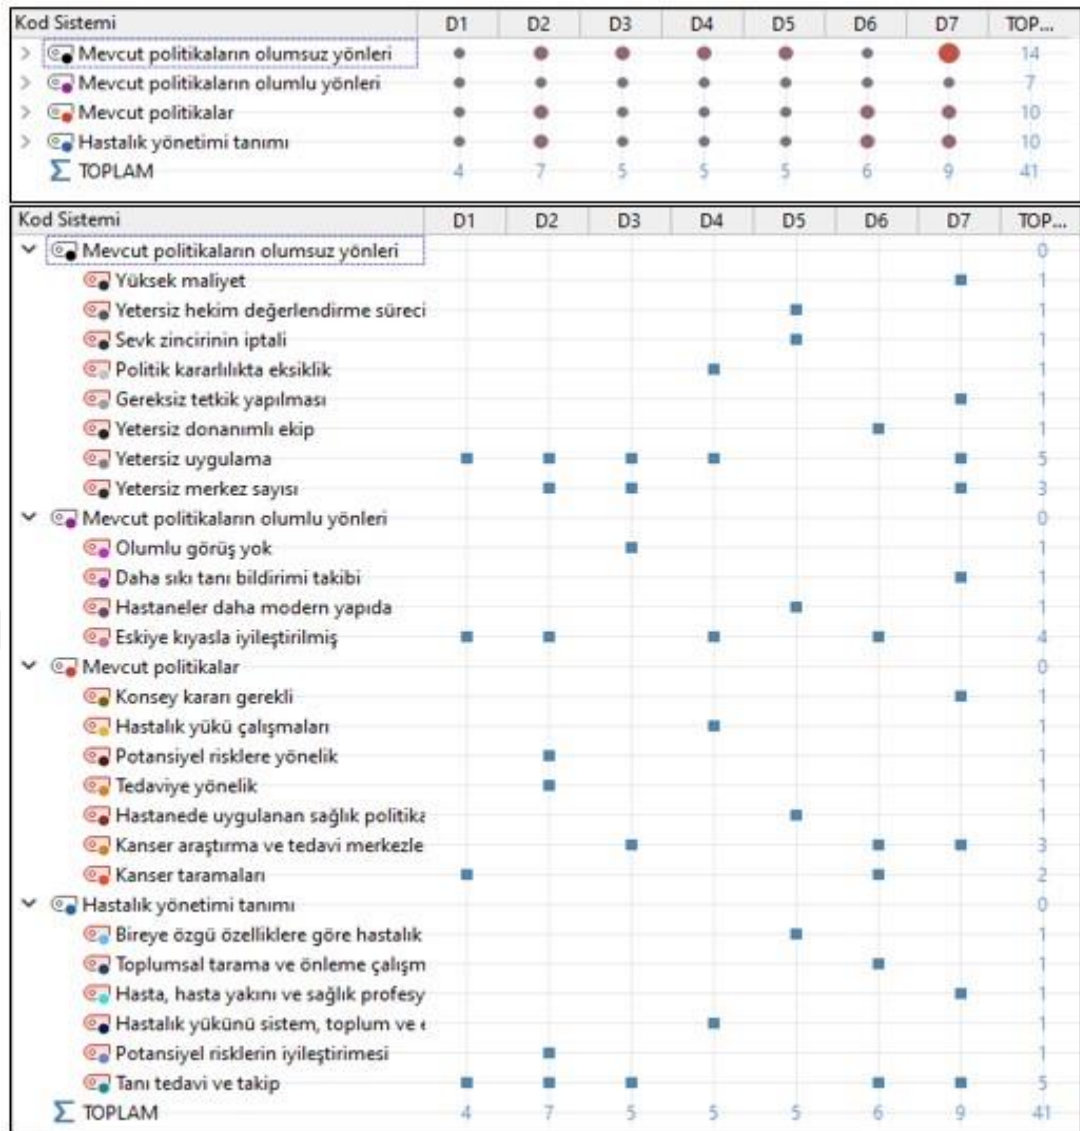 Kod Sistemi D1 D2 D3 D4 D5 D6 D7 TOP...
Mevcut politikaların olumsuz yönleri 14
Mevcut politikaların olumlu yönleri 7
Mevcut politikalar 10
Hastalık yönetimi tanımı 10
Σ TOPLAM 4 7 5 5 5 6 9 41
Kod Sistemi D1 D2 D3 D4 D5 D6 D7 TOP...
Mevcut politikaların olumsuz yönleri 0
Yüksek maliyet 1
Yetersiz hekim değerlendirme süreci 1
Sevk zincirinin iptali 1
Politik kararlılıkta eksiklik 1
Gereksiz tetkik yapılması 1
Yetersiz donanımlı ekip 1
Yetersiz uygulama 5
Yetersiz merkez sayısı 3
Mevcut politikaların olumlu yönleri 0
Olumlu görüş yok 1
Daha sıkı tanı bildirimi takibi 1
Hastaneler daha modern yapıda 1
Eskiye kıyasla iyileştirilmiş 4
Mevcut politikalar 0
Konsey kararı gerekli 1
Hastalık yükü çalışmaları 1
Potansiyel risklere yönelik 1
Tedaviye yönelik 1
Hastanede uygulanan sağlık politika 1
Kanser araştırma ve tedavi merkezle 3
Kanser taramaları 2
Hastalık yönetimi tanımı 0
Bireye özgü özelliklere göre hastalık 1
Toplumsal tarama ve önleme çalışm 1
Hasta, hasta yakını ve sağlık profesy 1
Hastalık yükünü sistem, toplum ve e 1
Potansiyel risklerin iyileştirimesi 1
Tanı tedavi ve takip 5
Σ TOPLAM 4 7 5 5 5 6 9 41